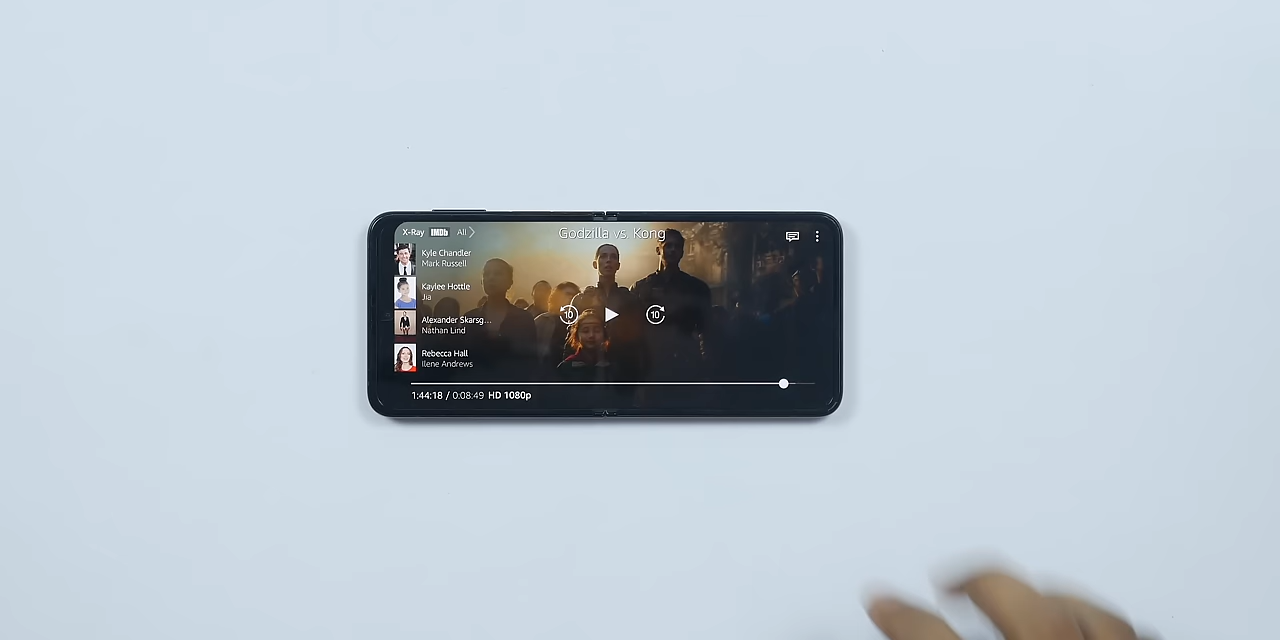 X-Ray IMDb All
Godzilla vs. Kong
Kyle Chandler
Mark Russell
Kaylee Hottle
Jia
Alexander Skarsg...
Nathan Lind
Rebecca Hall
Ilene Andrews
10
10
1:44:18 / 0:08:49 HD 1080p